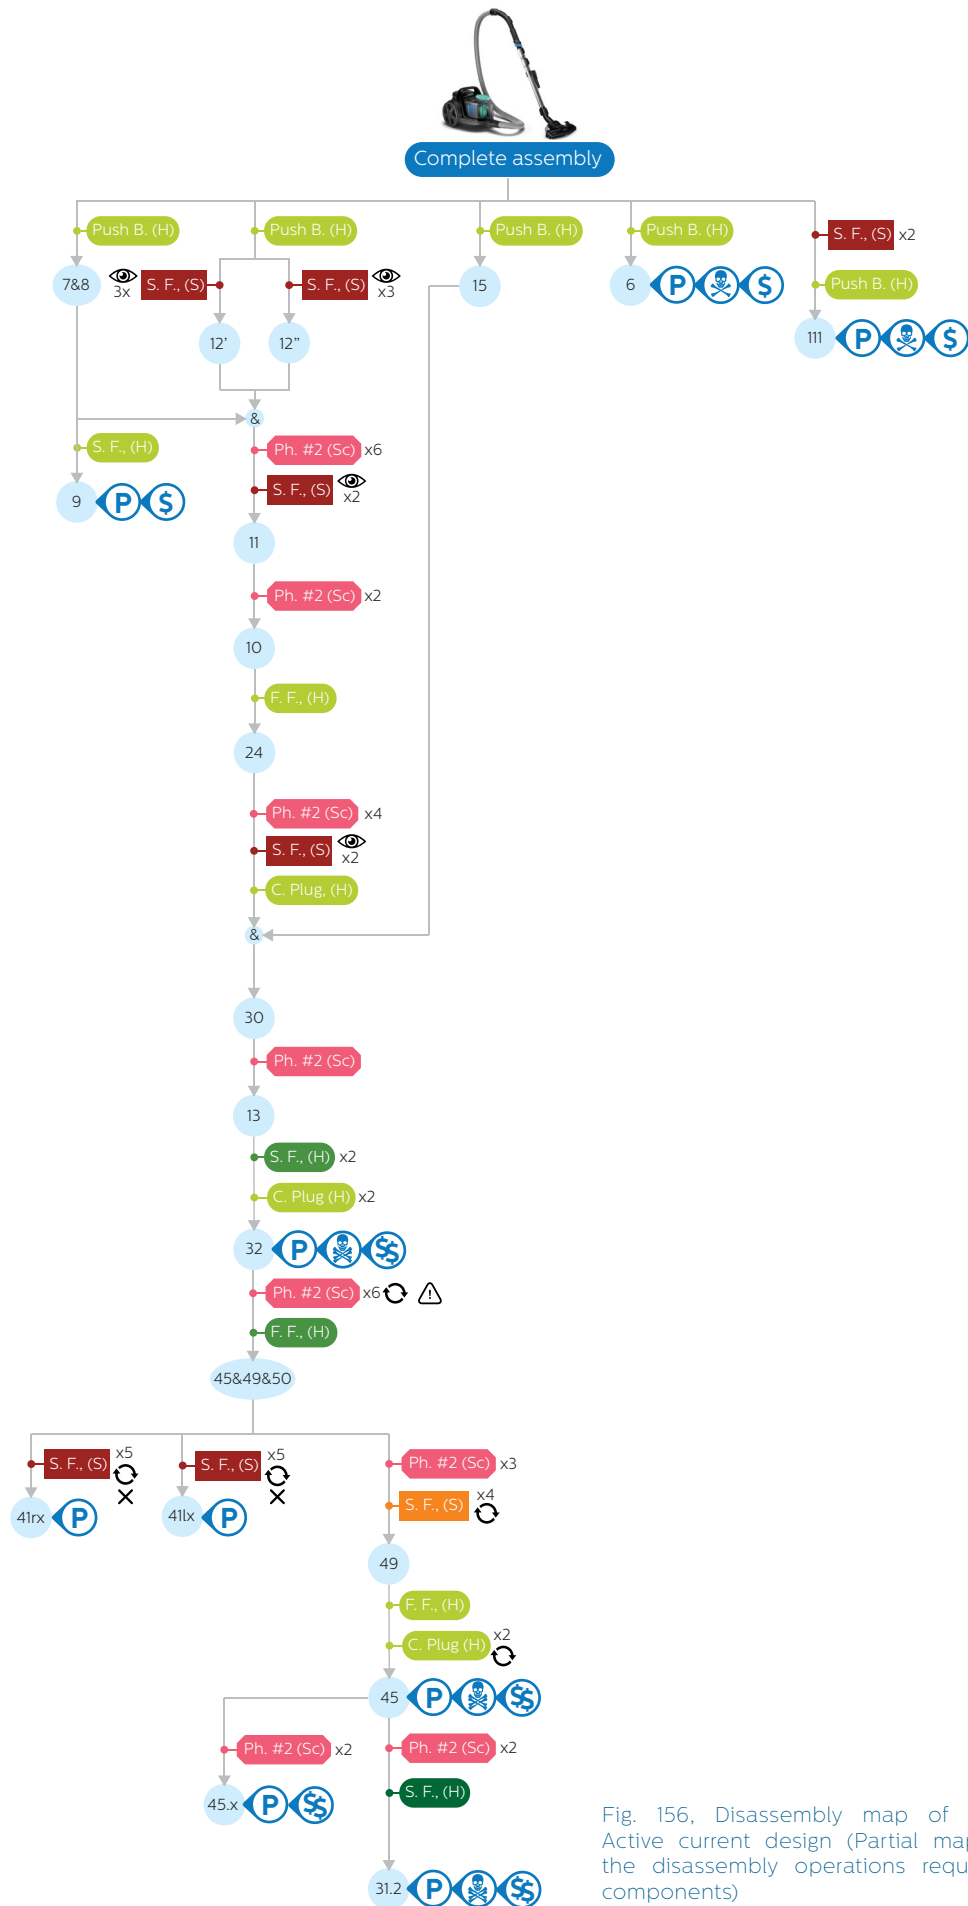 Complete assembly
Push B. (H)
Push B. (H)
Push B. (H)
Push B. (H)
S. F., (S) x2
7&8
3x
S. F., (S)
S. F., (S)
x3
15
6
P
$
Push B. (H)
12'
12”
111
P
$
&
S. F., (H)
Ph. #2 (Sc) x6
9
P
$
S. F., (S)
x2
11
Ph. #2 (Sc) x2
10
F. F., (H)
24
Ph. #2 (Sc) x4
S. F., (S)
x2
C. Plug, (H)
&
30
Ph. #2 (Sc)
13
S. F., (H) x2
C. Plug (H) x2
32
P
$$
Ph. #2 (Sc) x6
!
F. F., (H)
45&49&50
S. F., (S)
x5
S. F., (S)
x5
Ph. #2 (Sc) x3
41rx
P
41lx
P
S. F., (S)
x4
49
F. F., (H)
C. Plug (H)
x2
45
P
$$
Ph. #2 (Sc) x2
Ph. #2 (Sc) x2
45.x
P
$$
S. F., (H)
31.2
P
$$
Fig. 156, Disassembly map of
Active current design (Partial map
the disassembly operations requ
components)